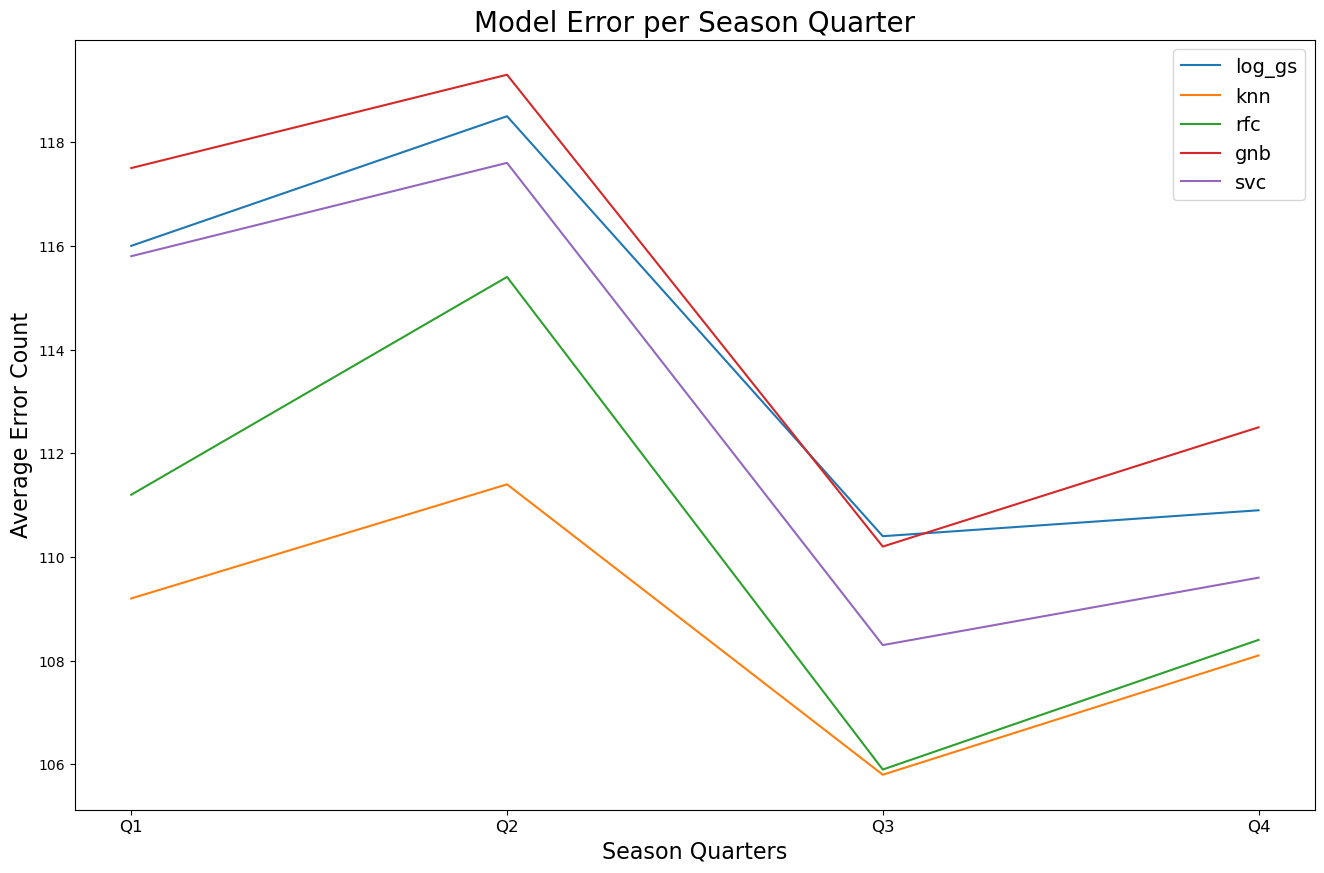 Model Error per Season Quarter
log_gs
knn
rfc
gnb
svc
Average Error Count
118
116
114
112
110
108
106
Q1 Q2 Q3 Q4
Season Quarters